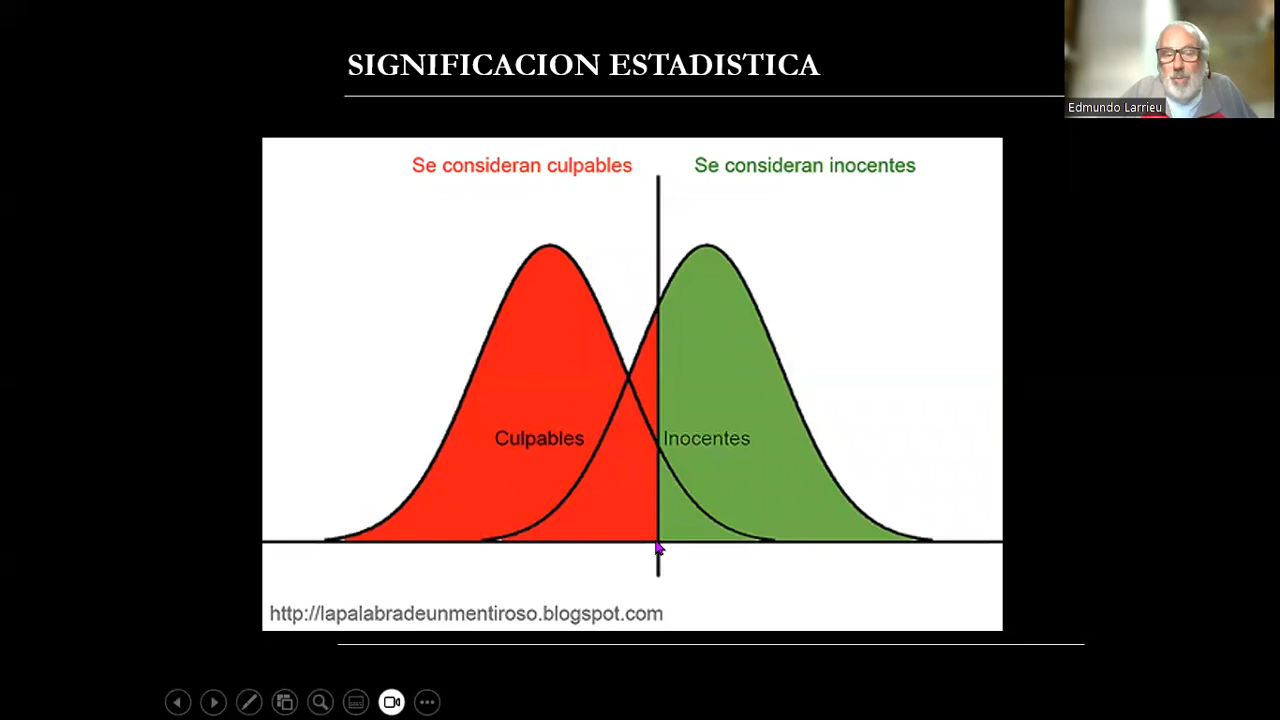 SIGNIFICACION ESTADISTICA
Edmundo Larrieu
Se consideran culpables
Se consideran inocentes
Culpables
Inocentes
http://lapalabradeunmentiroso.blogspot.com